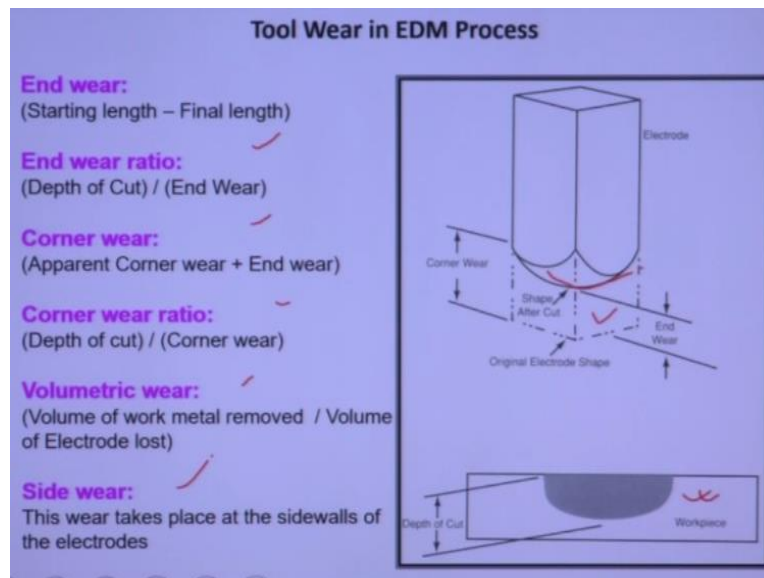 Tool Wear in EDM Process
End wear:
(Starting length – Final length)
End wear ratio:
(Depth of Cut) / (End Wear)
Corner wear:
(Apparent Corner wear + End wear)
Corner wear ratio:
(Depth of cut) / (Corner wear)
Volumetric wear:
(Volume of work metal removed / Volume
of Electrode lost)
Side wear:
This wear takes place at the sidewalls of
the electrodes
Electrode
Corner Wear
Shape
After Cut
End
Wear
Original Electrode Shape
Depth of Cut
Workpiece